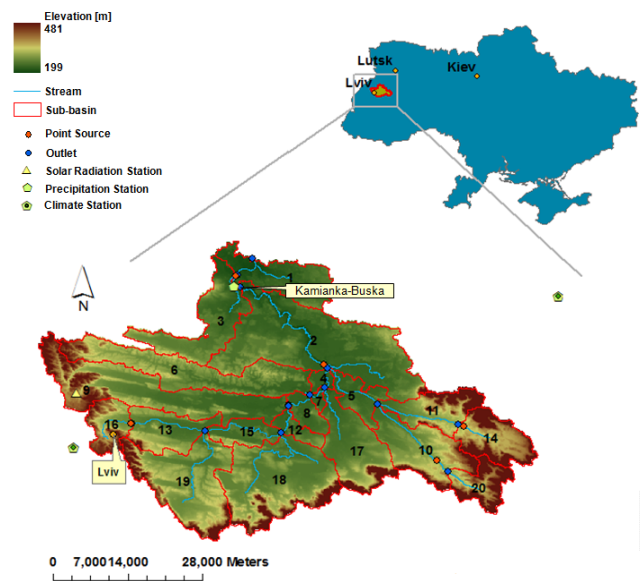 Elevation [m]
481
199
Stream
Sub-basin
Point Source
Outlet
Solar Radiation Station
Precipitation Station
Climate Station
Lutsk
Kiev
Lviv
N
1
Kamianka-Buska
3
2
6
4
9
5
7
8
11
16
13
15
12
14
10
17
Lviv
19
18
20
0 7,000 14,000 28,000 Meters